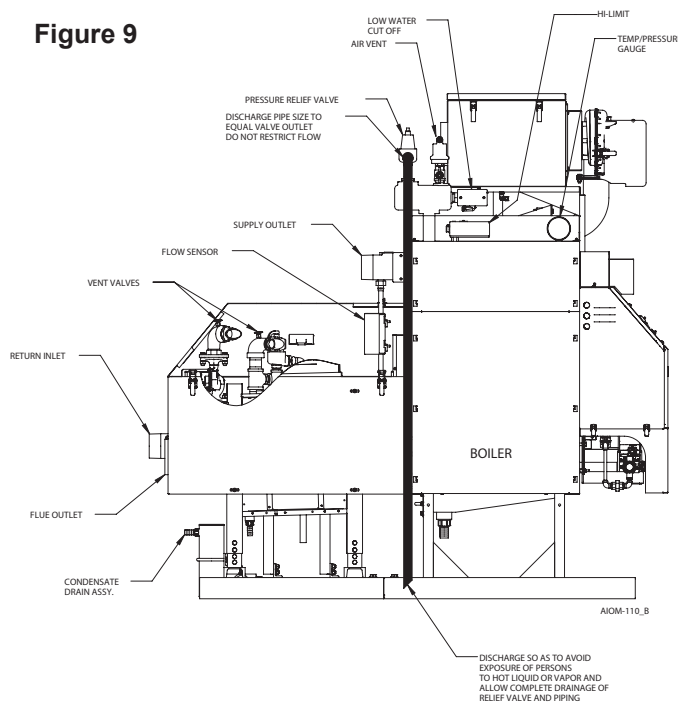 Figure 9
LOW WATER
CUT OFF
AIR VENT
HI-LIMIT
TEMP/PRESSUR
GAUGE
PRESSURE RELIEF VALVE
DISCHARGE PIPE SIZE TO
EQUAL VALVE OUTLET
DO NOT RESTRICT FLOW
SUPPLY OUTLET
FLOW SENSOR
VENT VALVES
RETURN INLET
BOILER
FLUE OUTLET
CONDENSATE
DRAIN ASSY.
AIOM-110_B
DISCHARGE SO AS TO AVOID
EXPOSURE OF PERSONS
TO HOT LIQUID OR VAPOR AND
ALLOW COMPLETE DRAINAGE OF
RELIEF VALVE AND PIPING